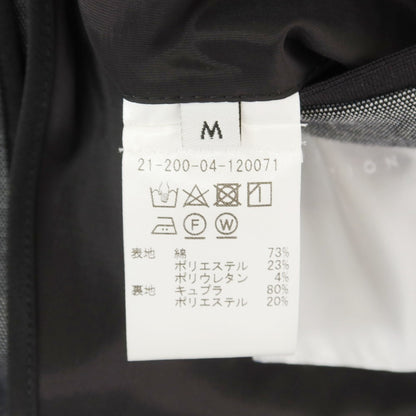 M
21-200-04-120071
F W
表地 綿 73%
ポリエステル 23%
ポリウレタン 4%
裏地 キュプラ 80%
ポリエステル 20%
O N